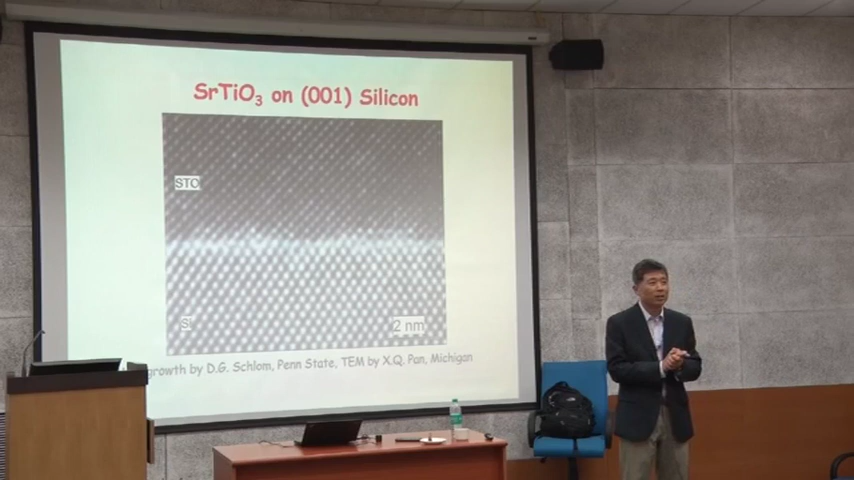 SrTiO₃ on (001) Silicon
STO
Si
2 nm
growth by D.G. Schlom, Penn State, TEM by X.Q. Pan, Michigan